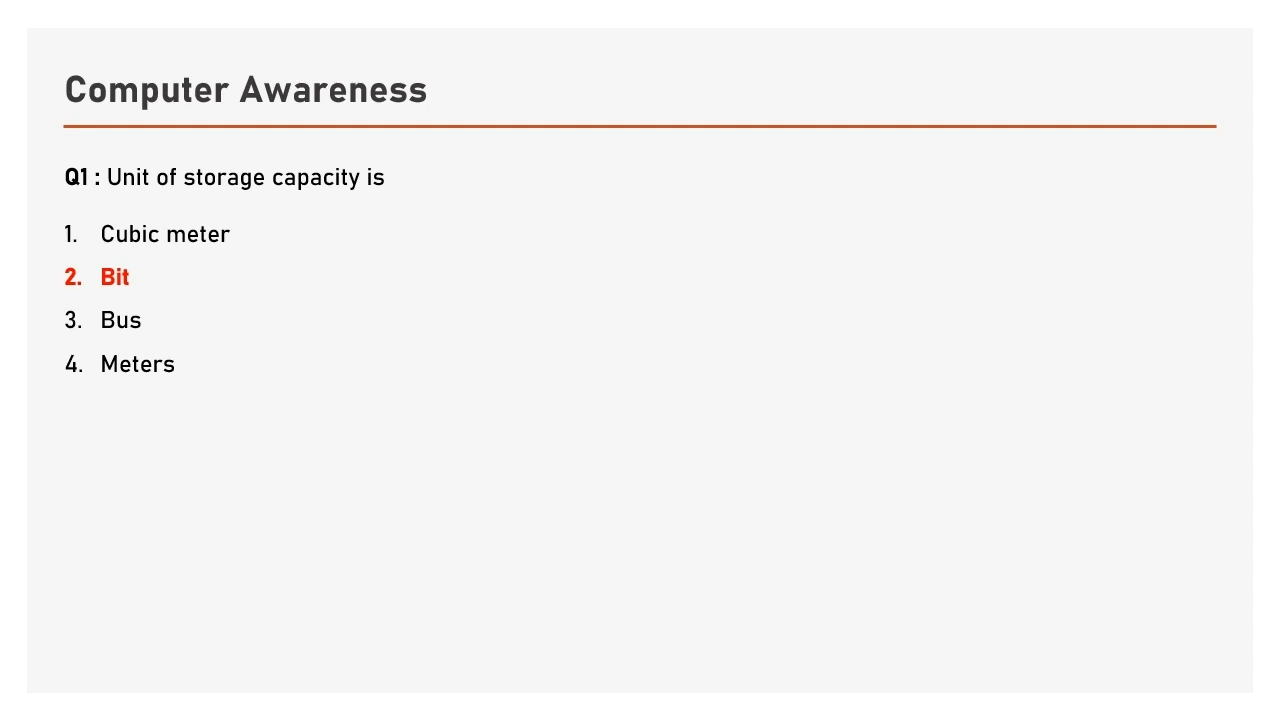 Computer Awareness
Q1 : Unit of storage capacity is
1. Cubic meter
2. Bit
3. Bus
4. Meters